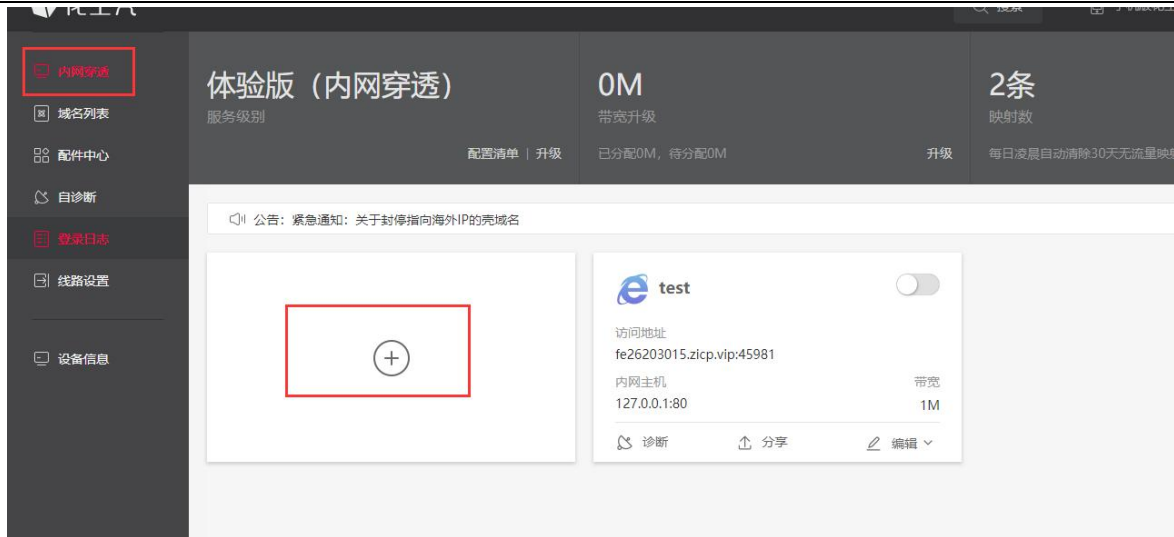 内网穿透
域名列表
配件中心
自诊断
登录日志
线路设置
设备信息
体验版（内网穿透）
服务级别
配置清单 | 升级
0M
带宽升级
已分配0M，待分配0M
升级
2条
映射数
每日凌晨自动清除30天无流量映
公告：紧急通知：关于封停指向海外IP的壳域名
test
访问地址
fe26203015.zicp.vip:45981
内网主机
带宽
127.0.0.1:80
1M
诊断
分享
编辑